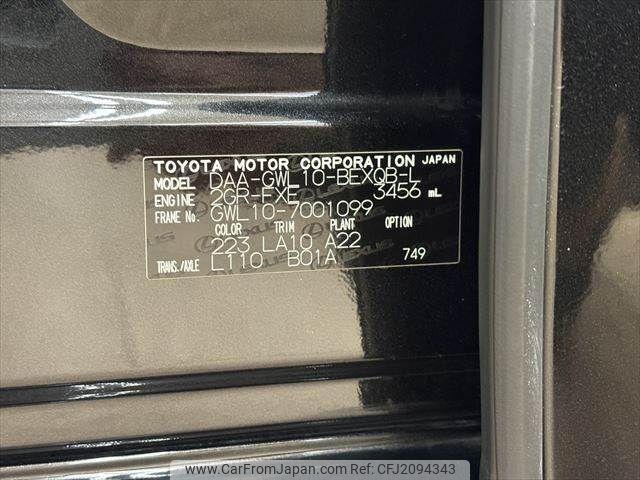 TOYOTA MOTOR CORPORATION JAPAN
MODEL DAA-GWL10-BEXQB-L
ENGINE 2GR-FXE 3456 mL
FRAME No. GWL10-7001099
COLOR TRIM PLANT OPTION
223 LA10 A22
TRANS./AXLE L110 B01A 749
CarFromJapan
www.CarFromJapan.com - CFJ2094343